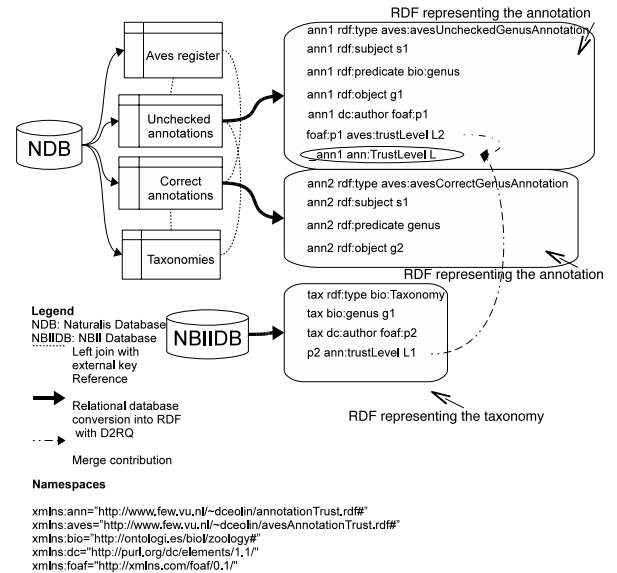 RDF representing the annotation
ann1 rdf:type aves:avesUncheckedGenusAnnotation
ann1 rdf:subject s1
ann1 rdf:predicate bio:genus
ann1 rdf:object g1
ann1 dc:author foaf:p1
foaf:p1 aves:trustLevel L2
ann1 ann:TrustLevel L
Aves register
Unchecked
annotations
NDB
Correct
annotations
Taxonomies
ann2 rdf:type aves:avesCorrectGenusAnnotation
ann2 rdf:subject s1
ann2 rdf:predicate genus
ann2 rdf:object g2
RDF representing the annotation
tax rdf:type bio:Taxonomy
tax bio:genus g1
tax dc:author foaf:p2
p2 ann:trustLevel L1
NBIIDB
RDF representing the taxonomy
Legend
NDB: Naturalis Database
NBIIDB: NBII Database
Left join with
external key
Reference
Relational database
conversion into RDF
with D2RQ
Merge contribution
Namespaces
xmlns:ann="http://www.few.vu.nl/~dceolin/annotationTrust.rdf#"
xmlns:aves="http://www.few.vu.nl/~dceolin/avesAnnotationTrust.rdf#"
xmlns:bio="http://ontologi.es/biol/zoology#"
xmlns:dc="http://purl.org/dc/elements/1.1/"
xmlns:foaf="http://xmlns.com/foaf/0.1/"